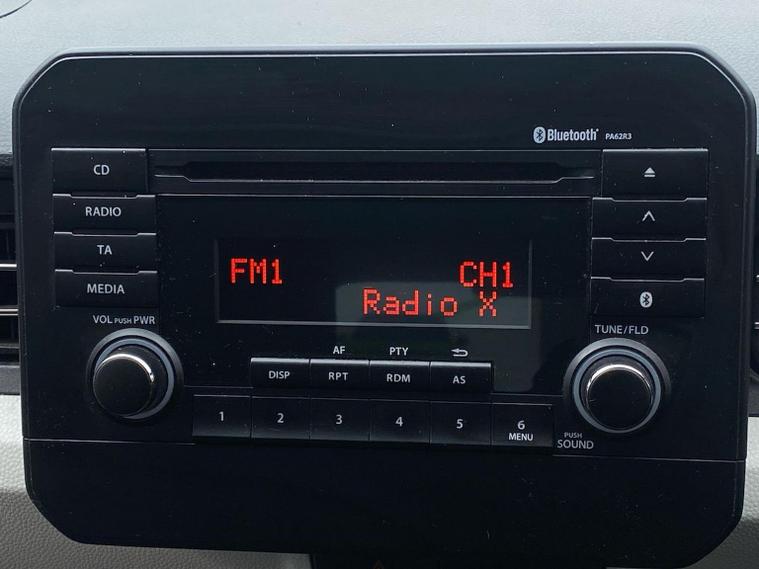 Bluetooth® PA62R3
CD
RADIO
TA
MEDIA
FM1 CH1
Radio X
VOL PUSH PWR
TUNE/FLD
AF PTY
DISP RPT RDM AS
1 2 3 4 5 6
MENU
PUSH
SOUND